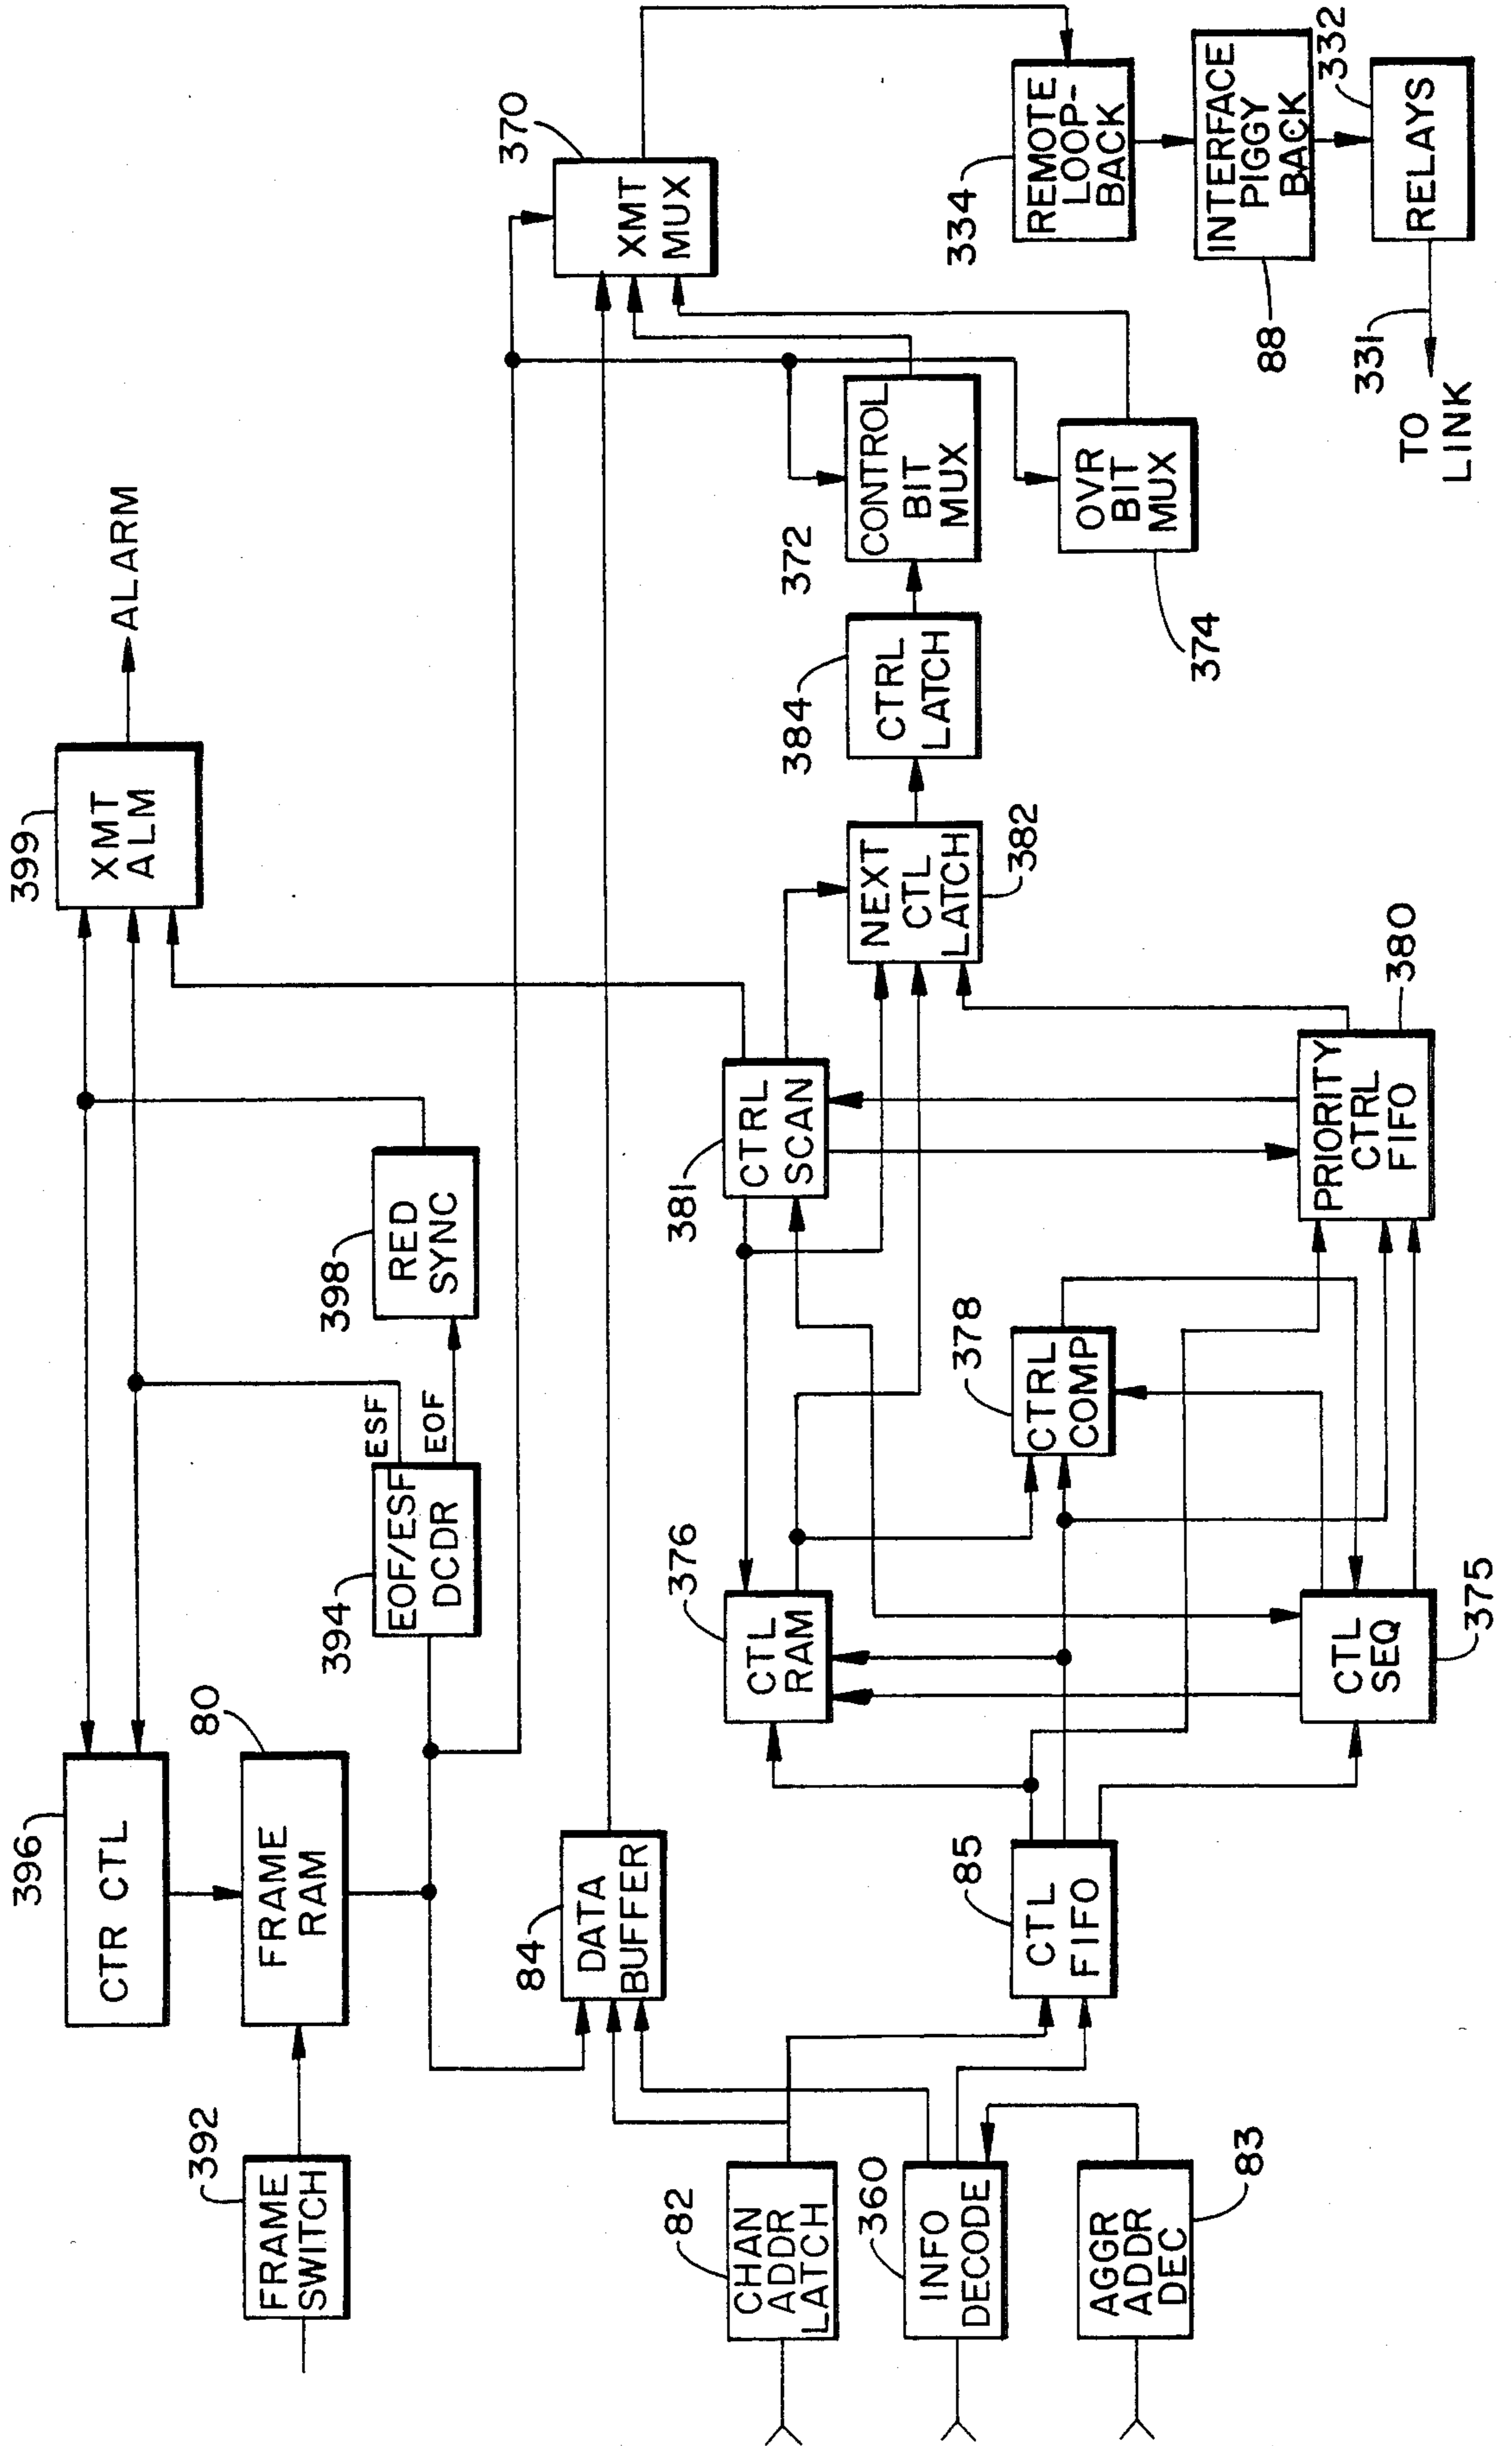 399
XMT
ALM
ALARM
396
CTR CTL
392
FRAME
SWITCH
80
FRAME
RAM
394
EOF/ESF
DCDR
ESF
EOF
398
RED
SYNC
370
XMT
MUX
84
DATA
BUFFER
82
CHAN
ADDR
LATCH
360
INFO
DECODE
AGGR
ADDR
DEC
83
85
CTL
FIFO
376
CTL
RAM
CTL
SEQ
375
378
CTRL
COMP
381
CTRL
SCAN
PRIORITY
CTRL
FIFO
380
NEXT
CTL
LATCH
382
384
CTRL
LATCH
372
CONTROL
BIT
MUX
OVR
BIT
MUX
374
334
REMOTE
LOOP-
BACK
INTERFACE
PIGGY
BACK
88
332
RELAYS
331
TO
LINK